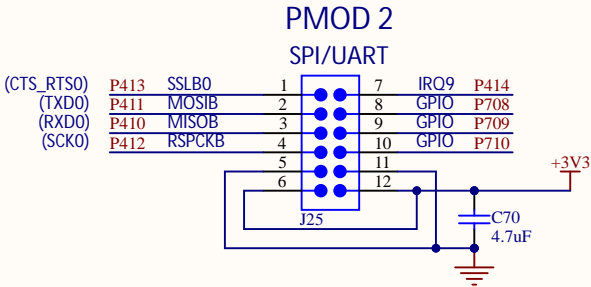 PMOD 2
SPI/UART
(CTS_RTS0) P413 SSLB0 1 7 IRQ9 P414
(TXD0) P411 MOSIB 2 8 GPIO P708
(RXD0) P410 MISOB 3 9 GPIO P709
(SCK0) P412 RSPCKB 4 10 GPIO P710
5 11
6 12 +3V3
J25 C70
4.7uF